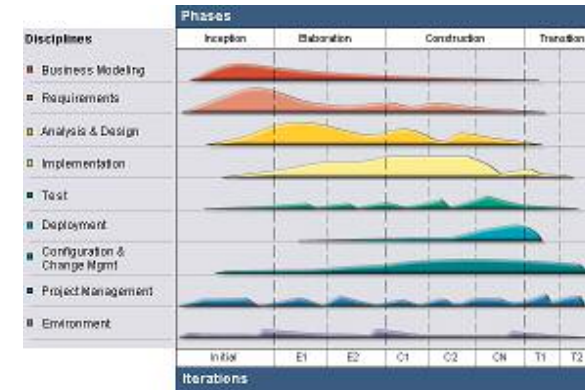 Phases
Disciplines
Inception Elaboration Construction Transition
Business Modeling
Requirements
Analysis & Design
Implementation
Test
Deployment
Configuration &
Change Mgmt
Project Management
Environment
Initial E1 E2 C1 C2 CN T1 T2
Iterations